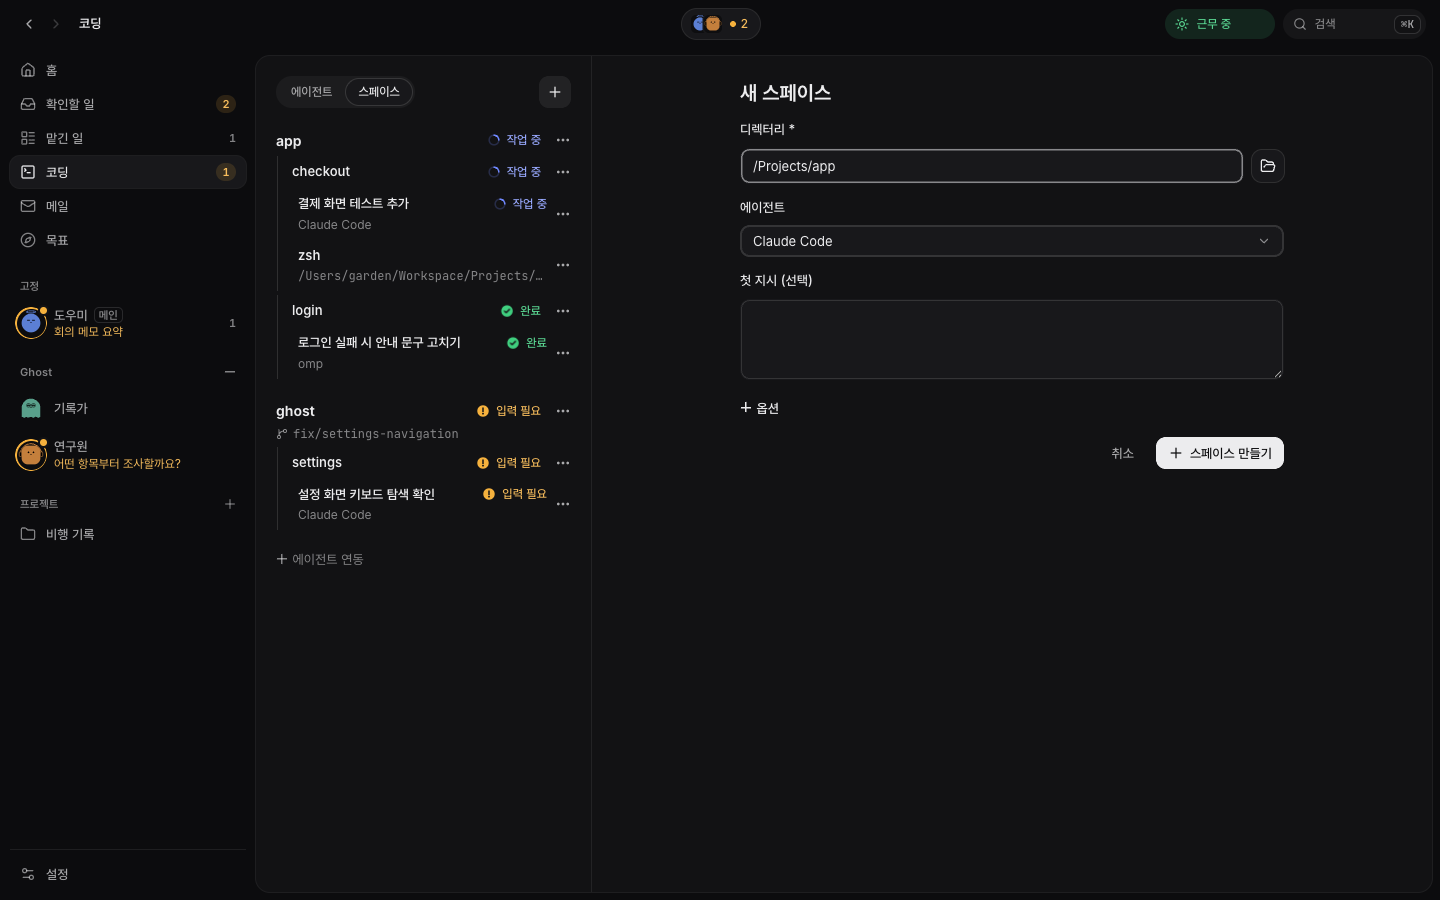 코딩
2
근무 중
검색
⌘K
홈
확인할 일
2
맡긴 일
1
코딩
1
메일
목표
고정
도우미
메인
회의 메모 요약
1
Ghost
기록가
연구원
어떤 항목부터 조사할까요?
프로젝트
비행 기록
설정
에이전트
스페이스
app
작업 중
checkout
작업 중
결제 화면 테스트 추가
작업 중
Claude Code
zsh
/Users/garden/Workspace/Projects/…
login
완료
로그인 실패 시 안내 문구 고치기
완료
omp
ghost
입력 필요
fix/settings-navigation
settings
입력 필요
설정 화면 키보드 탐색 확인
입력 필요
Claude Code
에이전트 연동
새 스페이스
디렉터리 *
/Projects/app
에이전트
Claude Code
첫 지시 (선택)
옵션
취소
스페이스 만들기